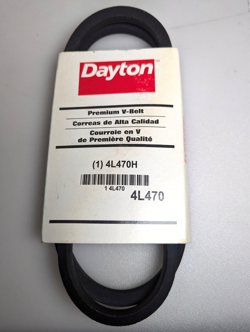 Dayton
Premium V-Belt
Correas de Alta Calidad
Courroie en V
de Première Qualité
(1) 4L470H
1 4L470
4L470